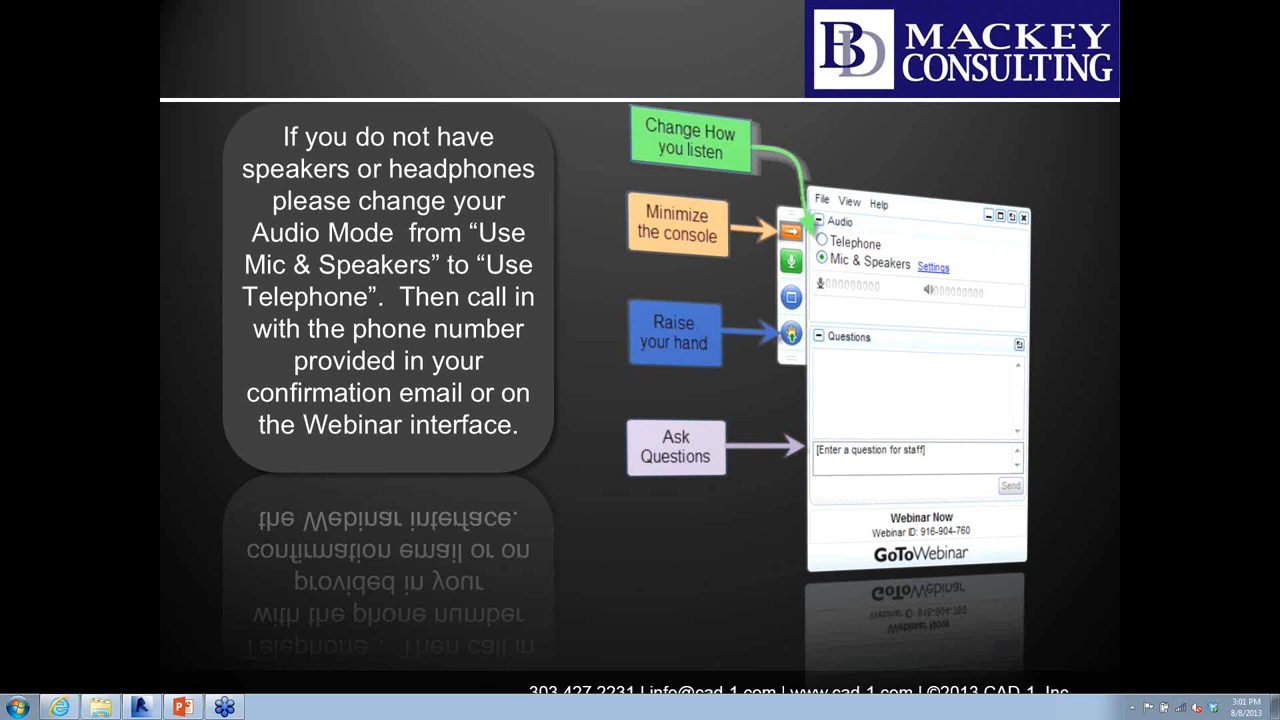 BD
MACKEY
CONSULTING
If you do not have
speakers or headphones
please change your
Audio Mode from “Use
Mic & Speakers” to “Use
Telephone”. Then call in
with the phone number
provided in your
confirmation email or on
the Webinar interface.
Change How
you listen
Minimize
the console
Raise
your hand
Ask
Questions
File View Help
Audio
Telephone
Mic & Speakers Settings
Questions
[Enter a question for staff]
Send
Webinar Now
Webinar ID: 916-904-760
GoToWebinar
303.427.2231 | info@cad-1.com | www.cad-1.com | ©2013 CAD-1, Inc.
3:01 PM
8/8/2013